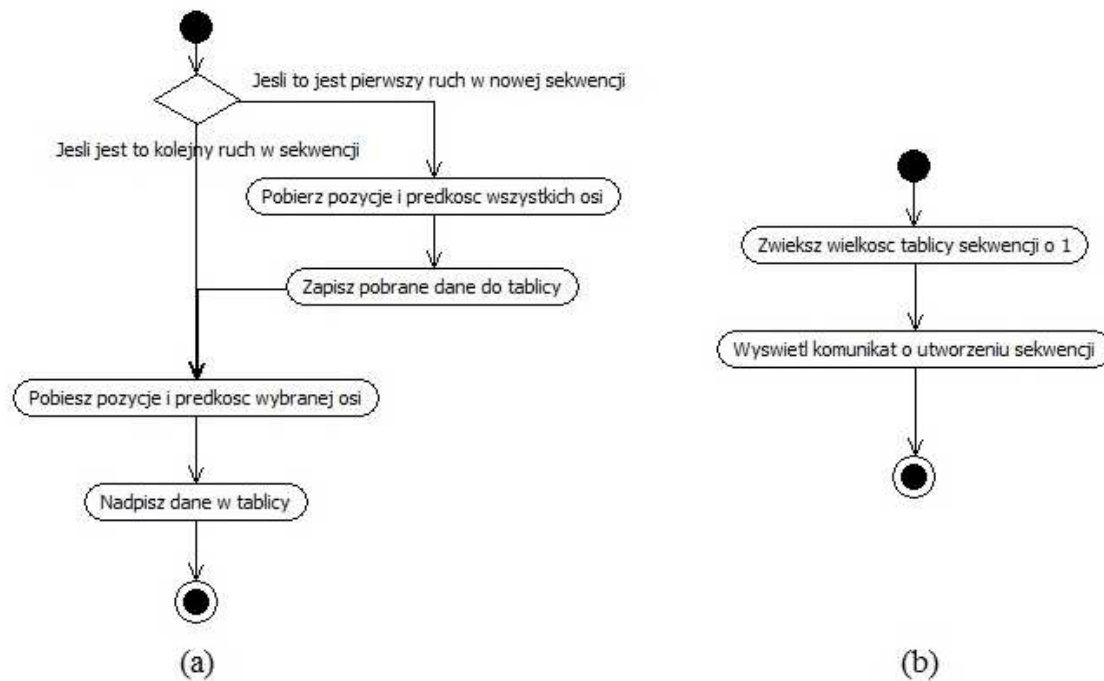 Jesli to jest pierwszy ruch w nowej sekwencji
Jesli jest to kolejny ruch w sekwencji
Pobierz pozycje i predkosc wszystkich osi
Zapisz pobrane dane do tablicy
Pobiesz pozycje i predkosc wybranej osi
Nadpisz dane w tablicy
(a)
Zwieksz wielkosc tablicy sekwencji o 1
Wyswietl komunikat o utworzeniu sekwencji
(b)